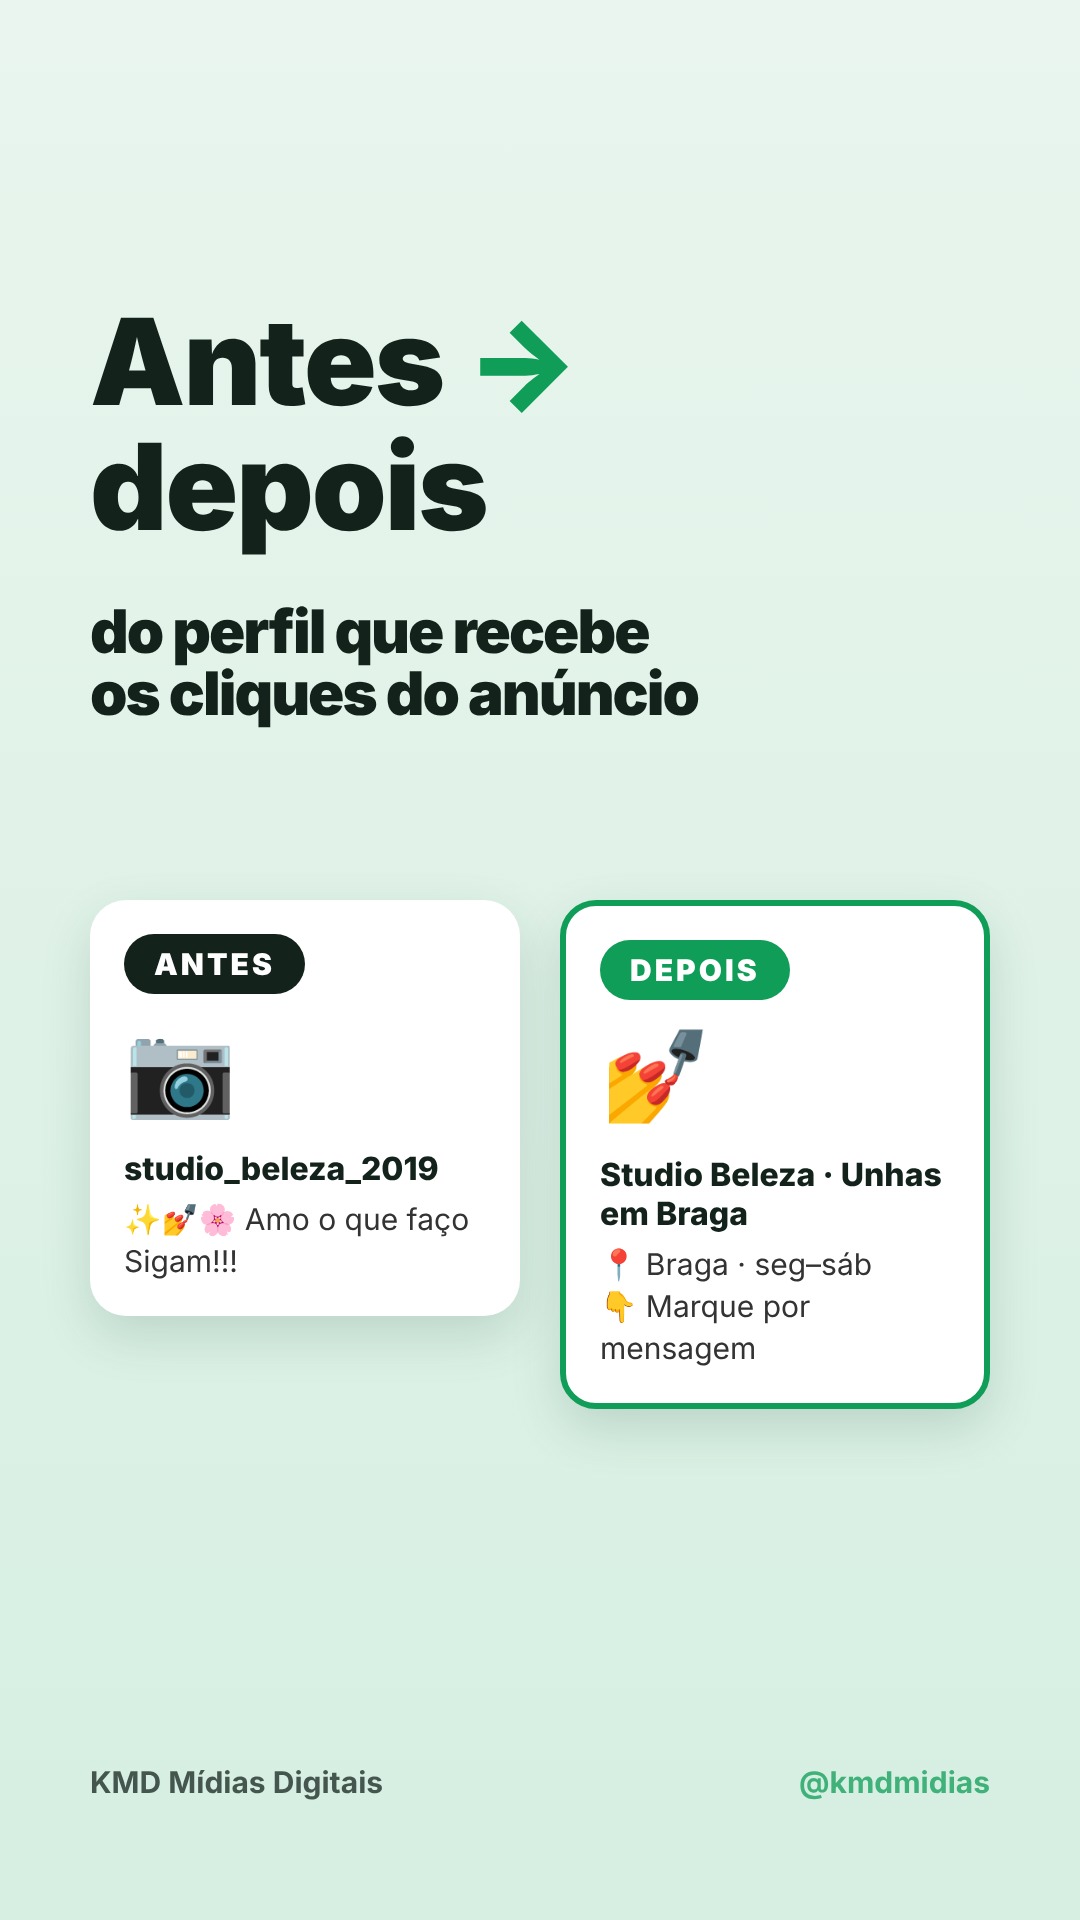 Antes →
depois
do perfil que recebe
os cliques do anúncio
ANTES
studio_beleza_2019
✨💅🌸 Amo o que faço
Sigam!!!
DEPOIS
Studio Beleza · Unhas
em Braga
📍 Braga · seg–sáb
👇 Marque por
mensagem
KMD Mídias Digitais
@kmdmidias